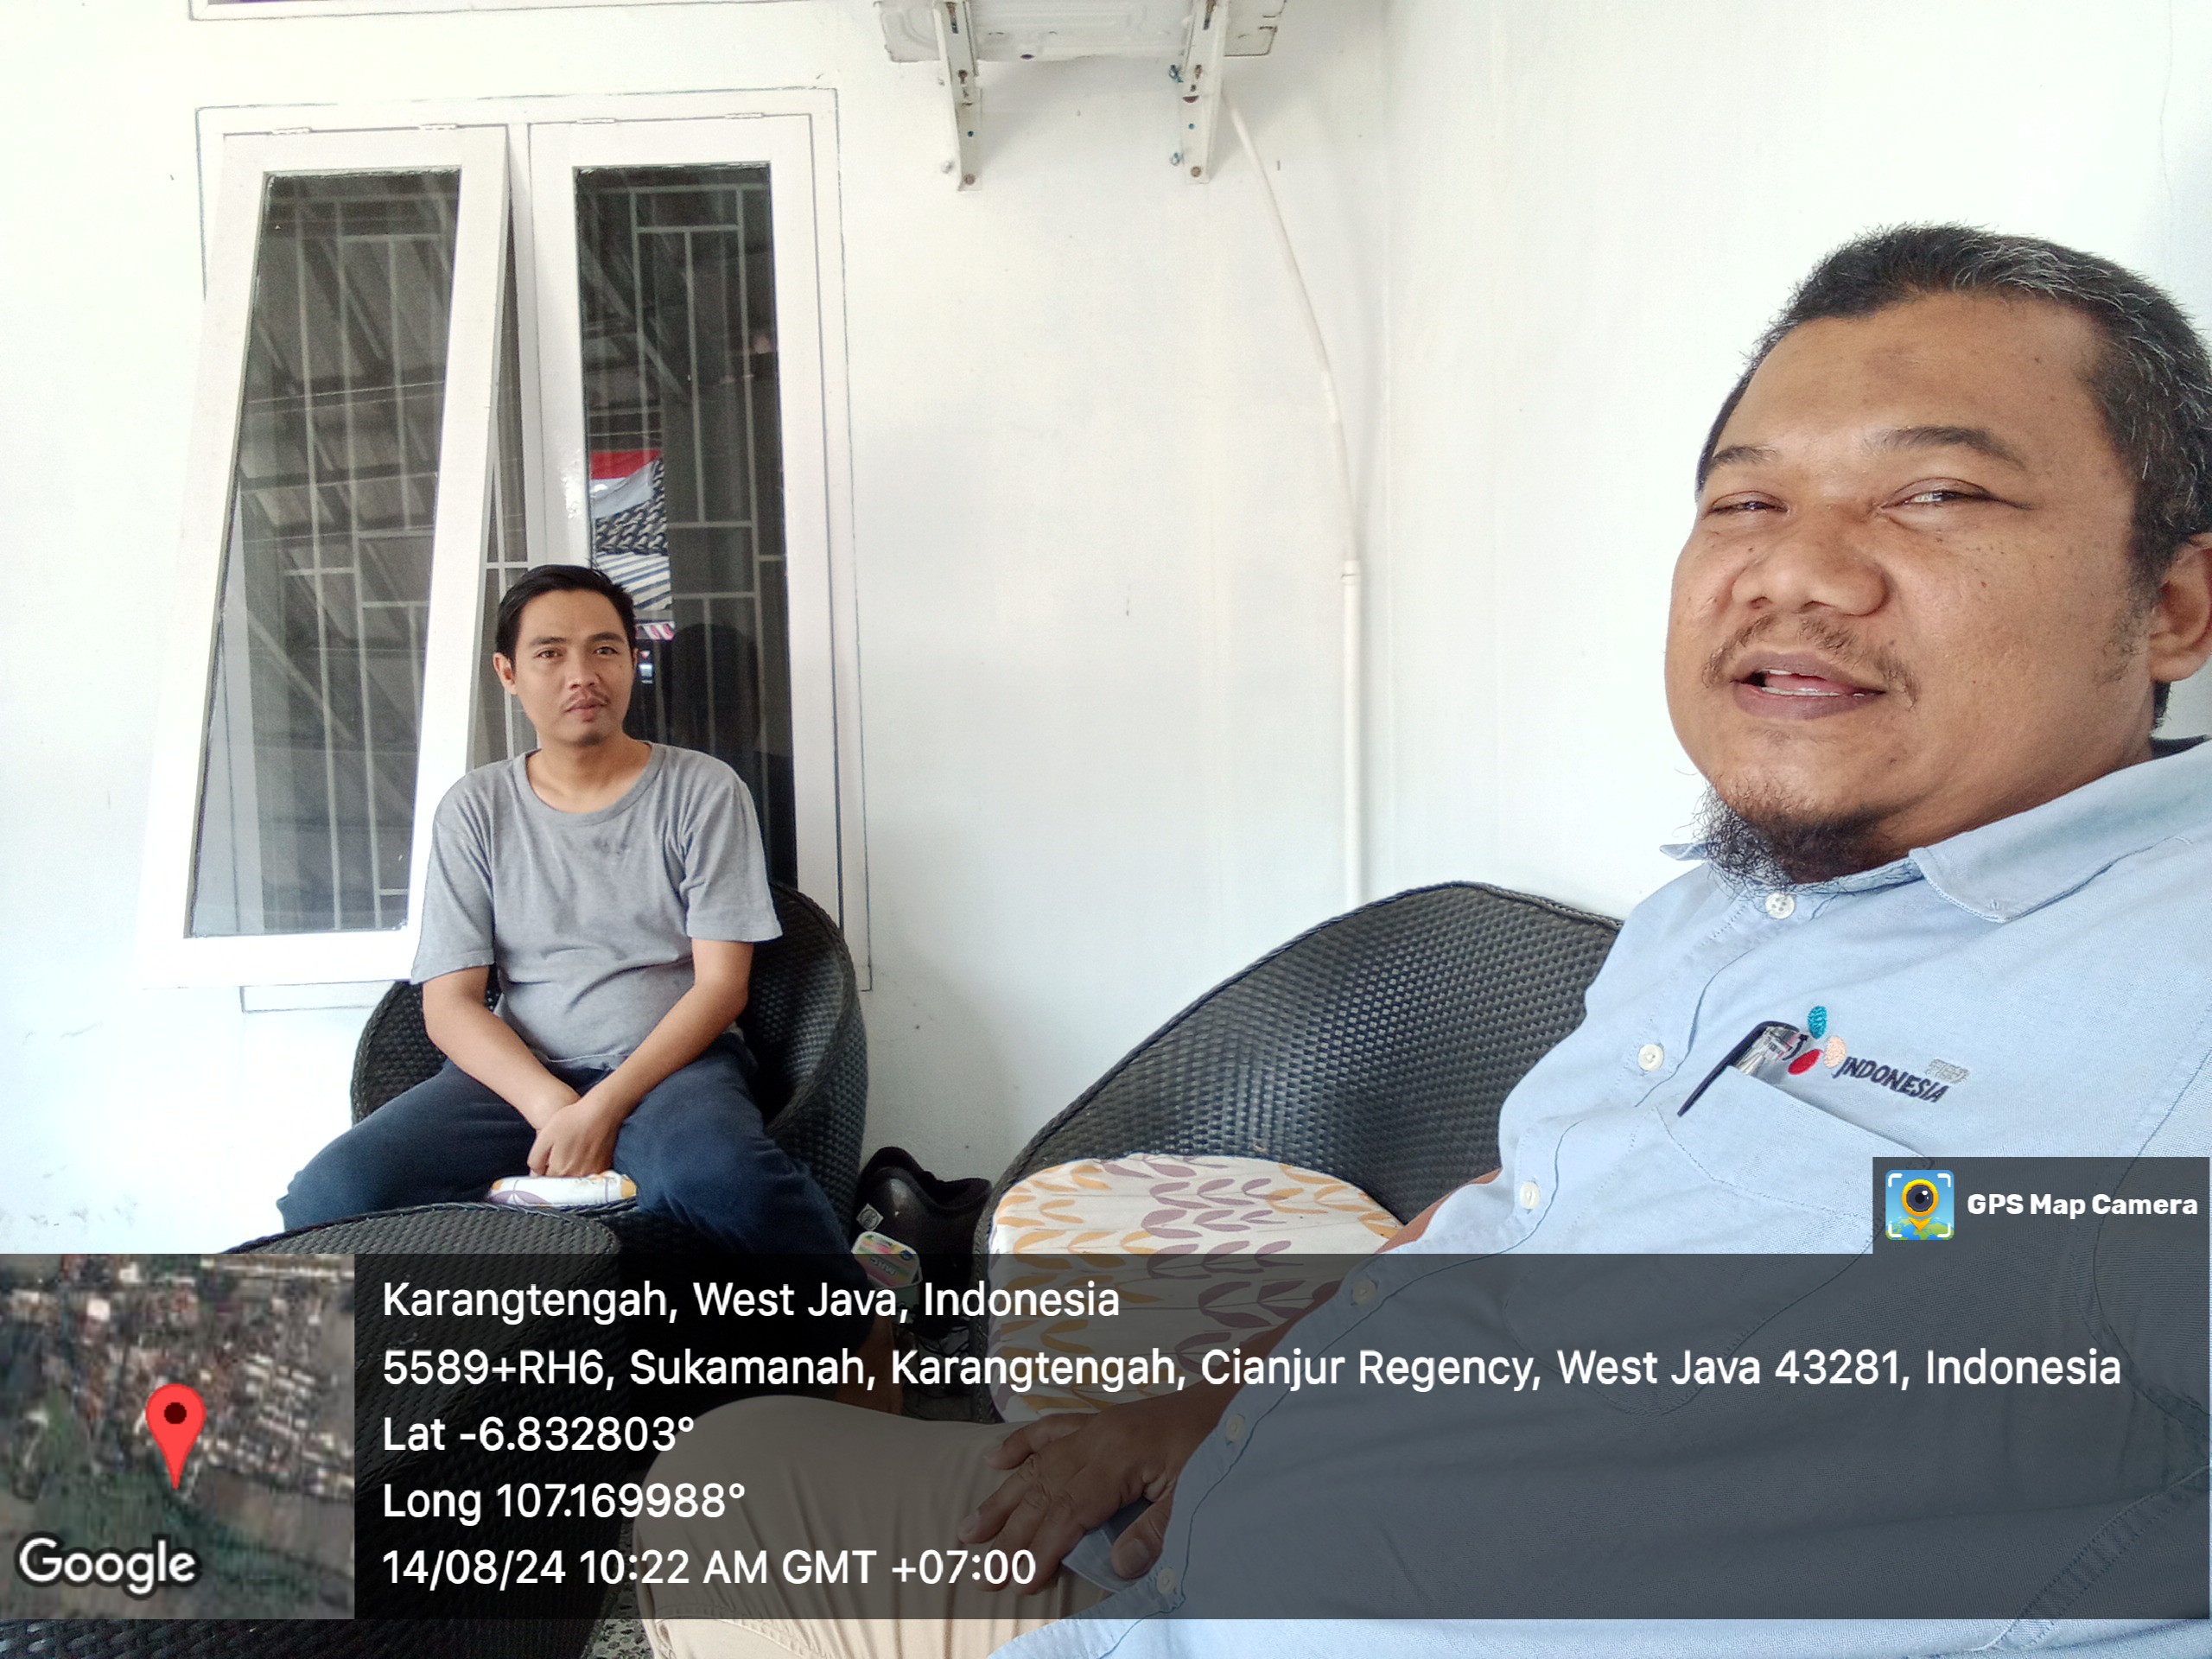 INDONESIA
GPS Map Camera
Karangtengah, West Java, Indonesia
5589+RH6, Sukamanah, Karangtengah, Cianjur Regency, West Java 43281, Indonesia
Lat -6.832803°
Long 107.169988°
14/08/24 10:22 AM GMT +07:00
Google